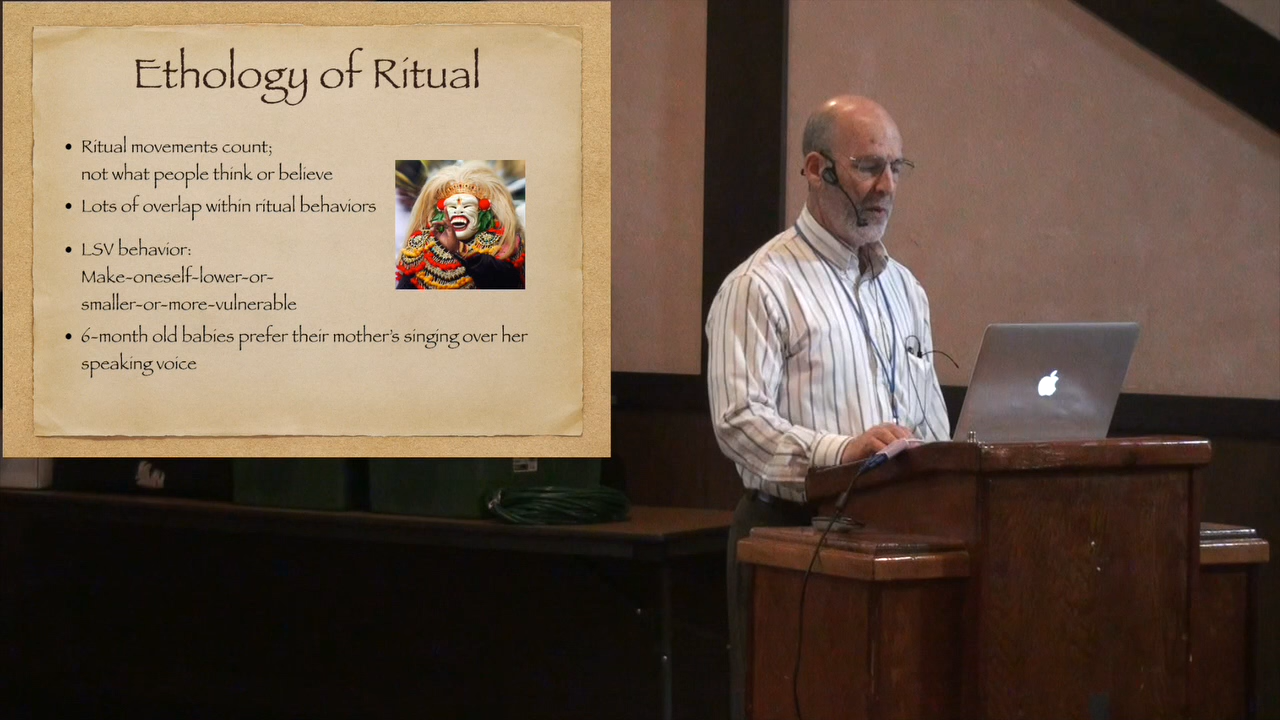 Ethology of Ritual
• Ritual movements count;
not what people think or believe
• Lots of overlap within ritual behaviors
• LSV behavior:
Make-oneself-lower-or-
smaller-or-more-vulnerable
• 6-month old babies prefer their mother's singing over her
speaking voice